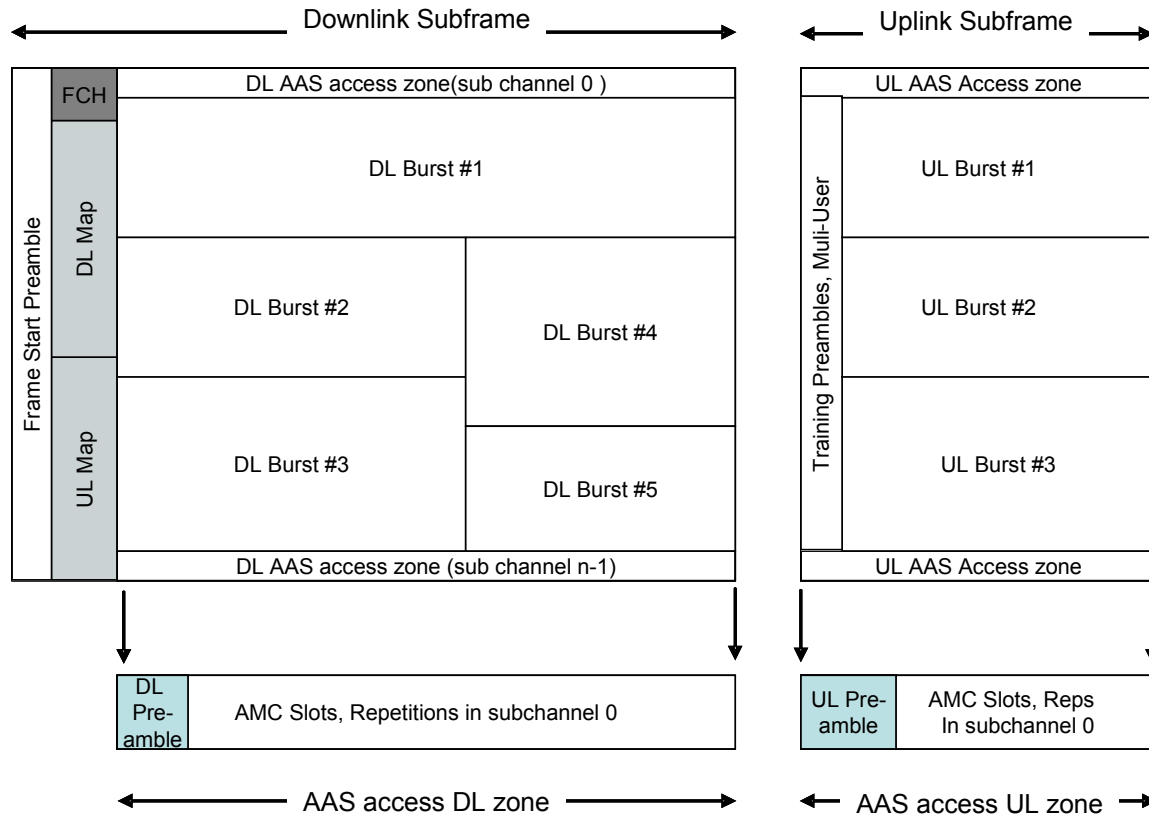 Downlink Subframe
Uplink Subframe
FCH
DL AAS access zone(sub channel 0 )
UL AAS Access zone
Frame Start Preamble
DL Map
UL Map
DL Burst #1
DL Burst #2
DL Burst #4
DL Burst #3
DL Burst #5
DL AAS access zone (sub channel n-1)
Training Preambles, Muli-User
UL Burst #1
UL Burst #2
UL Burst #3
UL AAS Access zone
DL
Pre-
amble
AMC Slots, Repetitions in subchannel 0
UL Pre-
amble
AMC Slots, Reps
In subchannel 0
AAS access DL zone
AAS access UL zone